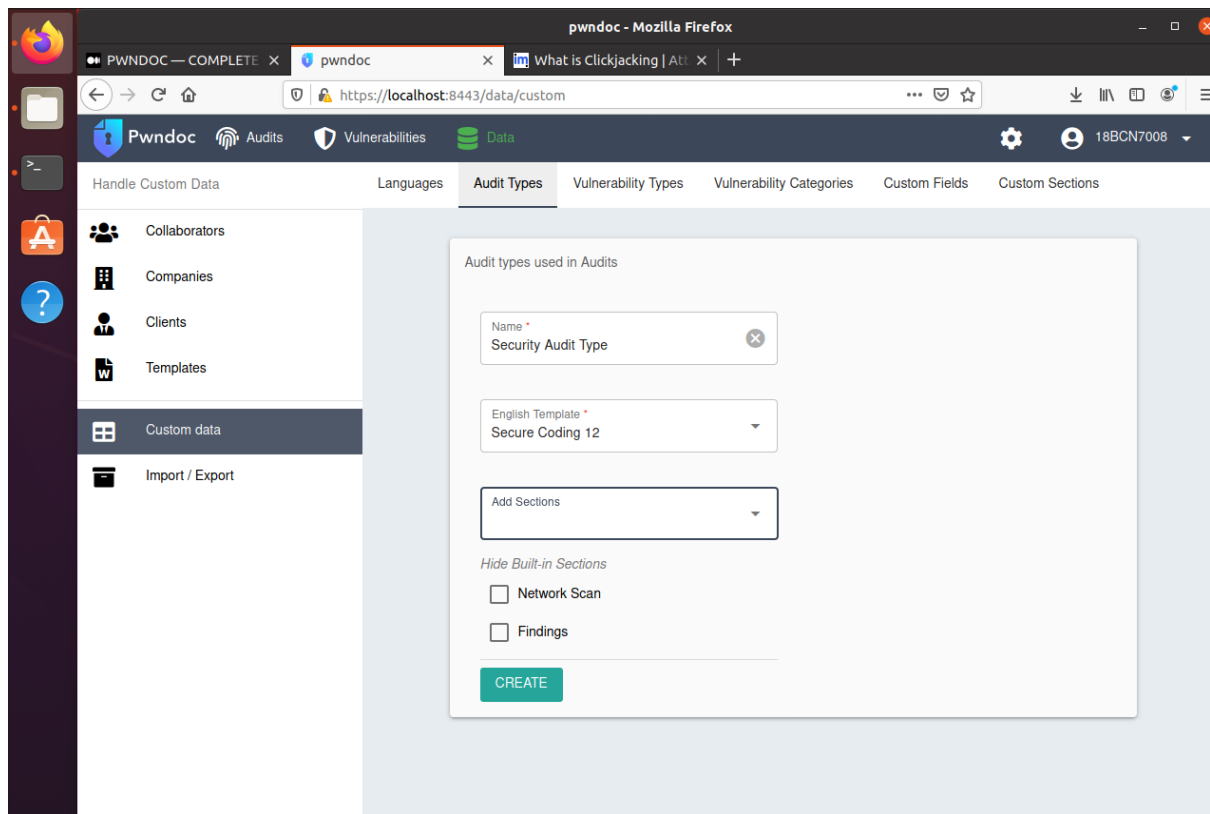 pwndoc - Mozilla Firefox
PWNDOC — COMPLETE
pwndoc
im What is Clickjacking | Att
https://localhost:8443/data/custom
Pwndoc Audits Vulnerabilities Data 18BCN7008
Handle Custom Data Languages Audit Types Vulnerability Types Vulnerability Categories Custom Fields Custom Sections
Collaborators
Companies
Clients
Templates
Custom data
Import / Export
Audit types used in Audits
Name *
Security Audit Type
English Template *
Secure Coding 12
Add Sections
Hide Built-in Sections
Network Scan
Findings
CREATE